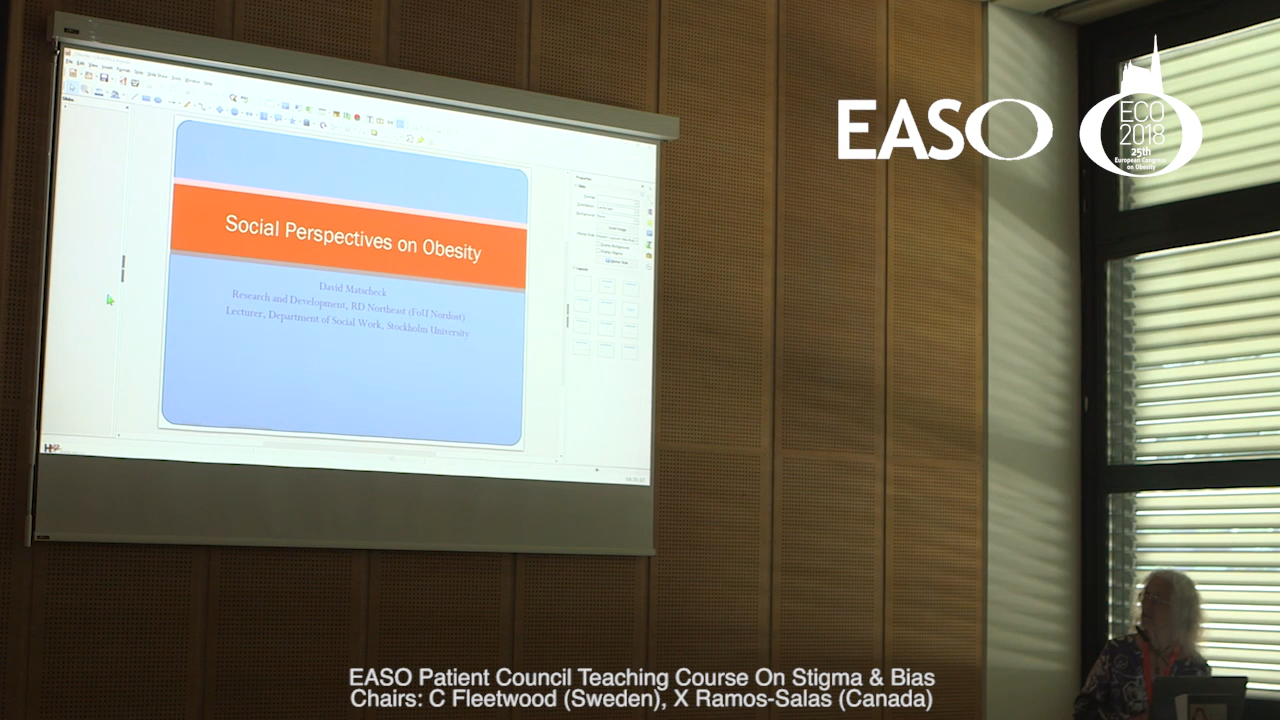 EASO
ECO
2018
25th
European Congress
on Obesity
Social Perspectives on Obesity
David Matscheck
Research and Development, RD Northeast (FoU Nordost)
Lecturer, Department of Social Work, Stockholm University
Properties
EASO Patient Council Teaching Course On Stigma & Bias
Chairs: C Fleetwood (Sweden), X Ramos-Salas (Canada)